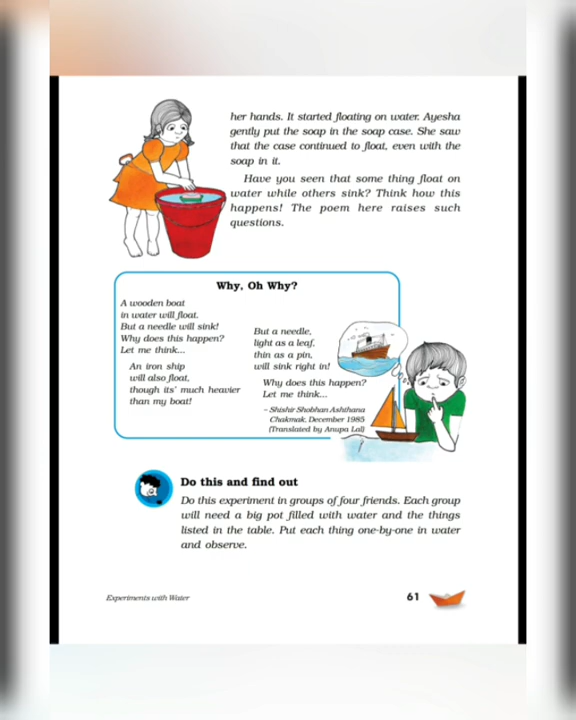 her hands. It started floating on water. Ayesha
gently put the soap in the soap case. She saw
that the case continued to float, even with the
soap in it.
Have you seen that some thing float on
water while others sink? Think how this
happens! The poem here raises such
questions.
Why, Oh Why?
A wooden boat
in water will float.
But a needle will sink!
Why does this happen?
Let me think...
An iron ship
will also float,
though its' much heavier
than my boat!
But a needle,
light as a leaf,
thin as a pin,
will sink right in!
Why does this happen?
Let me think...
– Shishir Shobhan Asthana
Chakmak, December 1985
(Translated by Anupa Lal)
Do this and find out
Do this experiment in groups of four friends. Each group
will need a big pot filled with water and the things
listed in the table. Put each thing one-by-one in water
and observe.
Experiments with Water
61